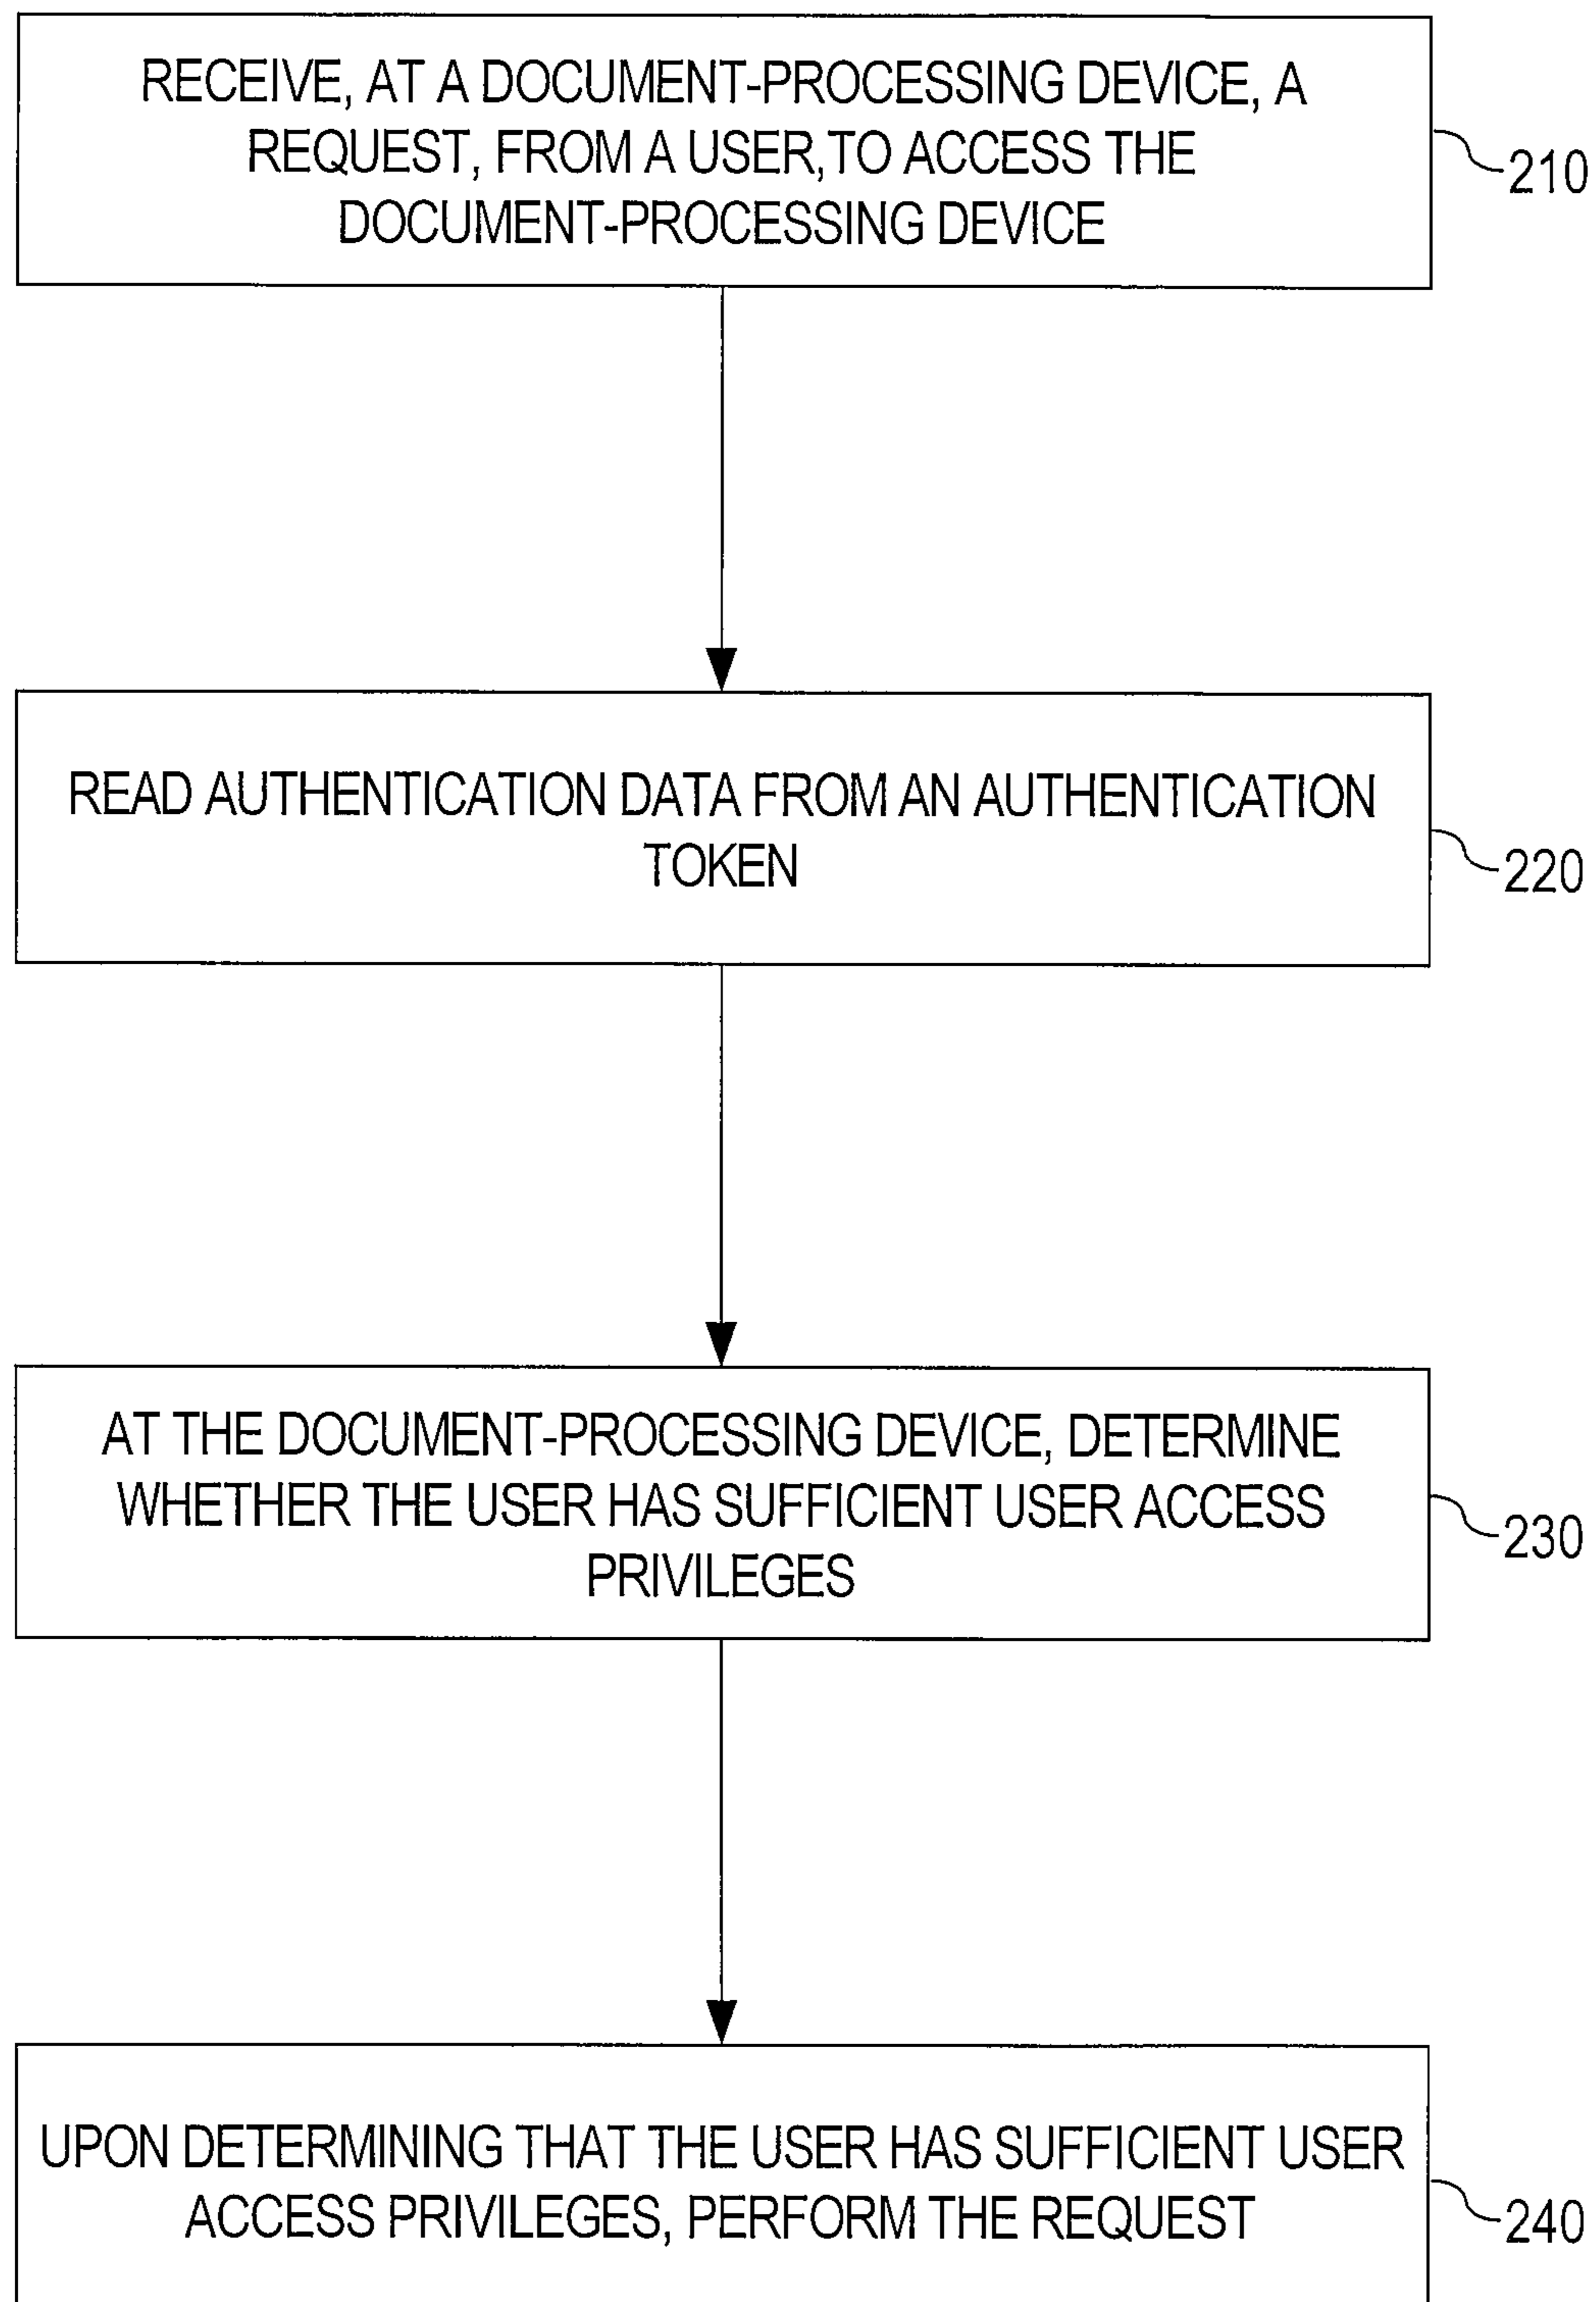 RECEIVE, AT A DOCUMENT-PROCESSING DEVICE, A
REQUEST, FROM A USER, TO ACCESS THE
DOCUMENT-PROCESSING DEVICE
210
READ AUTHENTICATION DATA FROM AN AUTHENTICATION
TOKEN
220
AT THE DOCUMENT-PROCESSING DEVICE, DETERMINE
WHETHER THE USER HAS SUFFICIENT USER ACCESS
PRIVILEGES
230
UPON DETERMINING THAT THE USER HAS SUFFICIENT USER
ACCESS PRIVILEGES, PERFORM THE REQUEST
240